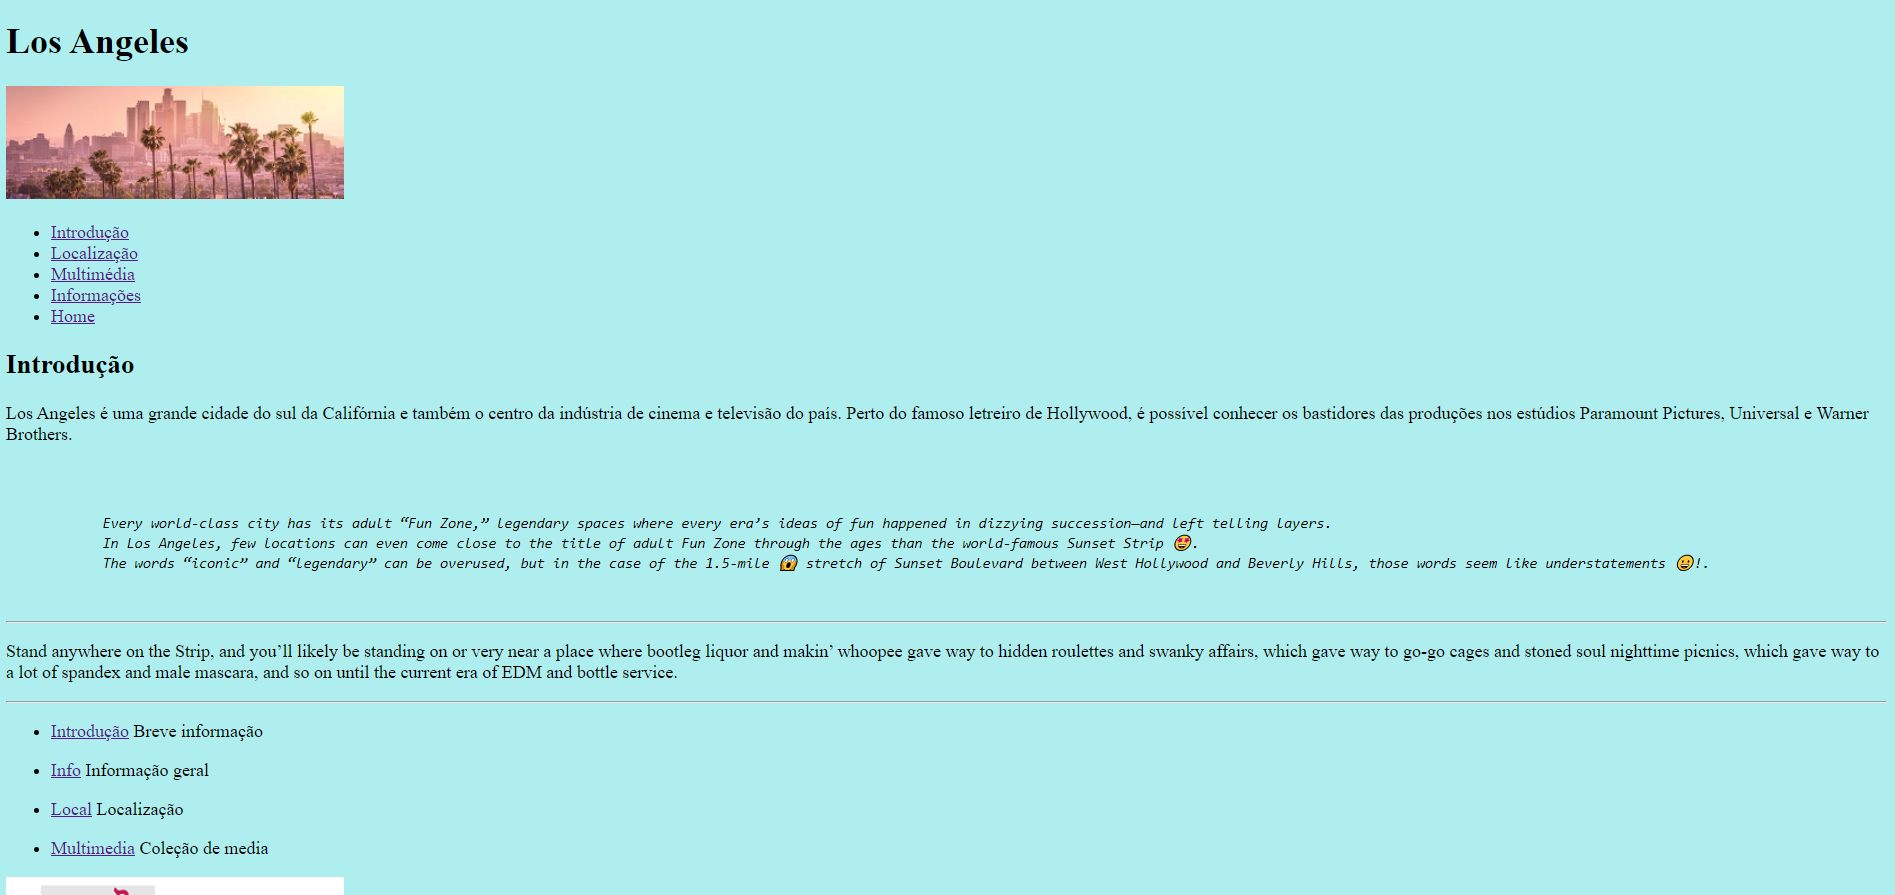 Los Angeles
Introdução
Localização
Multimédia
Informações
Home
Introdução
Los Angeles é uma grande cidade do sul da Califórnia e também o centro da indústria de cinema e televisão do país. Perto do famoso letreiro de Hollywood, é possível conhecer os bastidores das produções nos estúdios Paramount Pictures, Universal e Warner
Brothers.
Every world-class city has its adult “Fun Zone,” legendary spaces where every era’s ideas of fun happened in dizzying succession—and left telling layers.
In Los Angeles, few locations can even come close to the title of adult Fun Zone through the ages than the world-famous Sunset Strip 🤩.
The words “iconic” and “legendary” can be overused, but in the case of the 1.5-mile 😱 stretch of Sunset Boulevard between West Hollywood and Beverly Hills, those words seem like understatements 😀!.
Stand anywhere on the Strip, and you’ll likely be standing on or very near a place where bootleg liquor and makin’ whoopee gave way to hidden roulettes and swanky affairs, which gave way to go-go cages and stoned soul nighttime picnics, which gave way to
a lot of spandex and male mascara, and so on until the current era of EDM and bottle service.
Introdução Breve informação
Info Informação geral
Local Localização
Multimedia Coleção de media